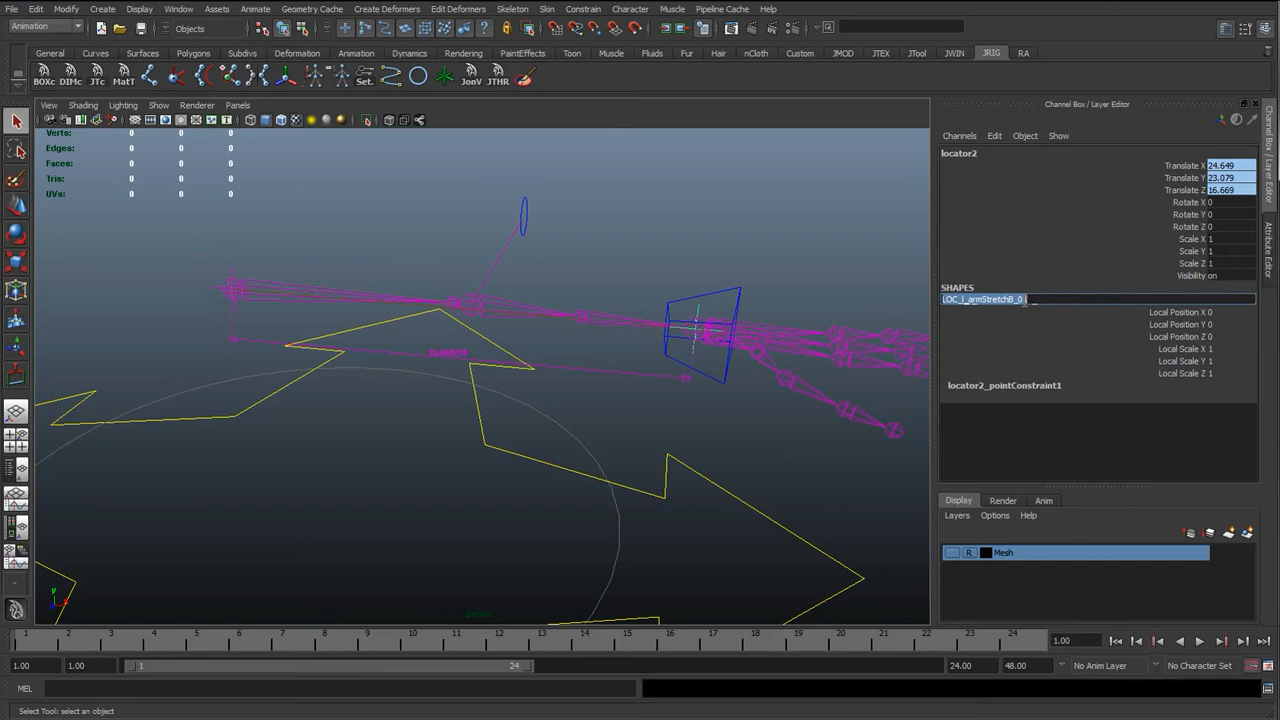 File Edit Modify Create Display Window Assets Animate Geometry Cache Create Deformers Edit Deformers Skeleton Skin Constrain Character Muscle Pipeline Cache Help
Animation Objects
General Curves Surfaces Polygons Subdivs Deformation Animation Dynamics Rendering PaintEffects Toon Muscle Fluids Fur Hair nCloth Custom JMOD JTEX JTool JWIN JRIG RA
BOXc DIMc JTc MatT Set. JonV JTHR
View Shading Lighting Show Renderer Panels
Channel Box / Layer Editor
Channels Edit Object Show
Verts: 0 0 0
Edges: 0 0 0
Faces: 0 0 0
Tris: 0 0 0
UVs: 0 0 0
locator2
Translate X 24.649
Translate Y 23.079
Translate Z 16.669
Rotate X 0
Rotate Y 0
Rotate Z 0
Scale X 1
Scale Y 1
Scale Z 1
Visibility on
SHAPES
LOC_l_armStretchB_0
Local Position X 0
Local Position Y 0
Local Position Z 0
Local Scale X 1
Local Scale Y 1
Local Scale Z 1
locator2_pointConstraint1
Channel Box / Layer Editor
Attribute Editor
Display Render Anim
Layers Options Help
R Mesh
y
persp
1 2 3 4 5 6 7 8 9 10 11 12 13 14 15 16 17 18 19 20 21 22 23 24 1.00
1.00 1.00 1 24 24.00 48.00 No Anim Layer No Character Set
MEL
Select Tool: select an object